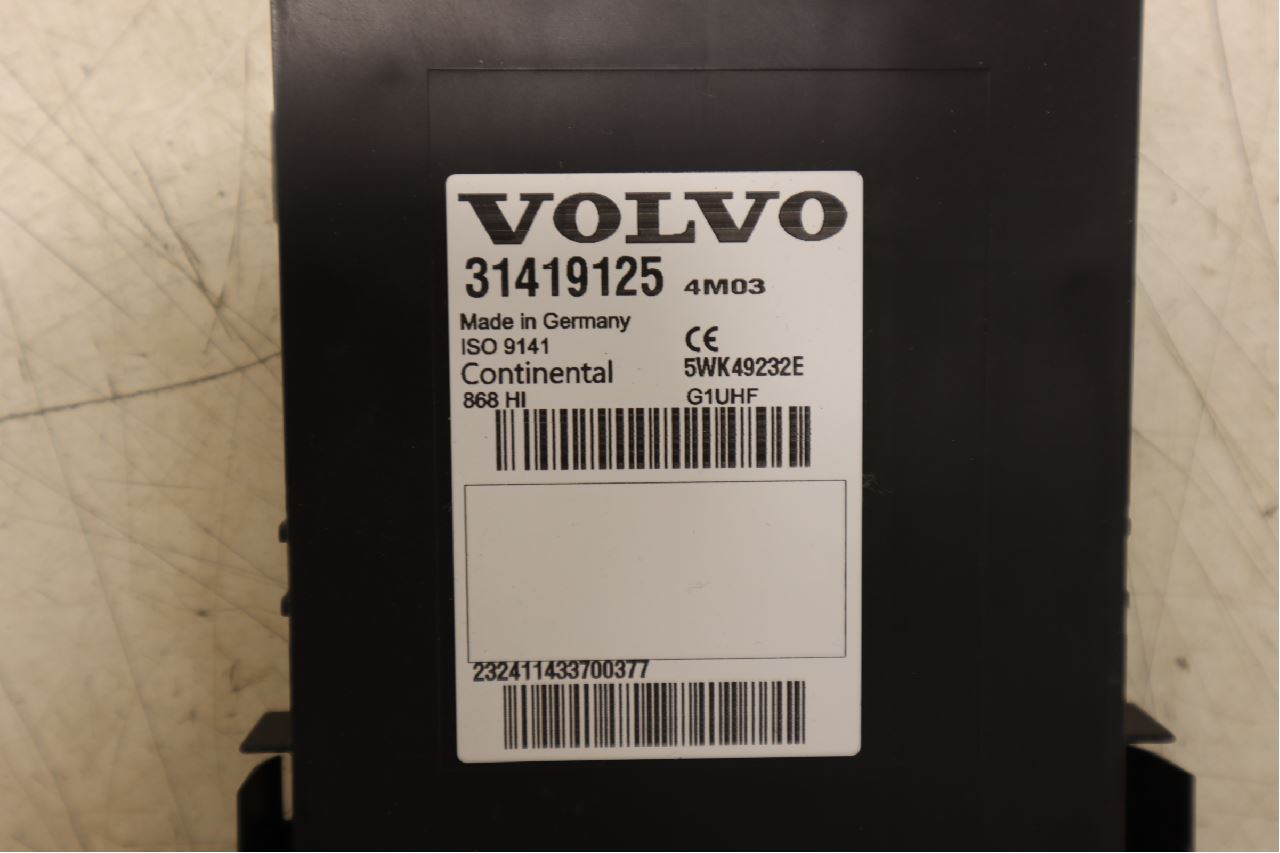 VOLVO
31419125 4M03
Made in Germany
ISO 9141 CE
Continental 5WK49232E
868 HI G1UHF
232411433700377